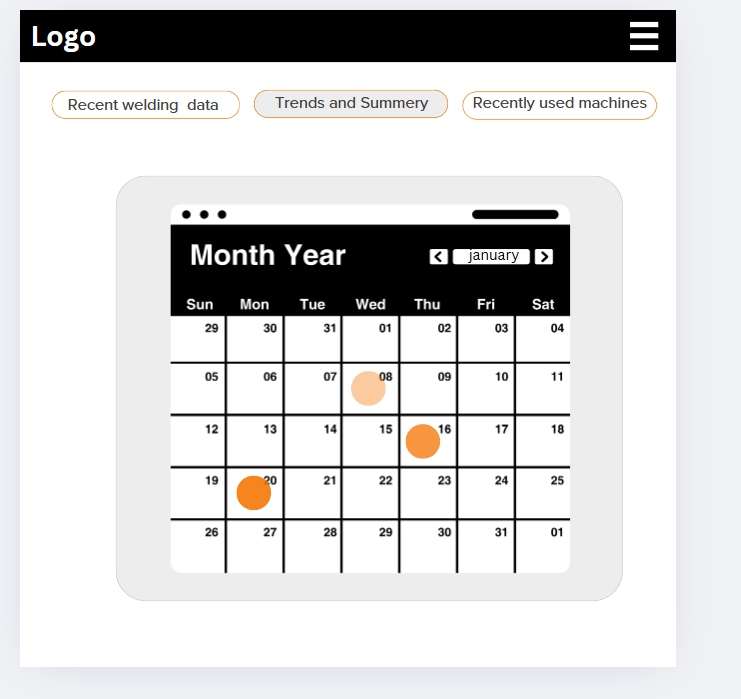 Logo
Recent welding data
Trends and Summery
Recently used machines
Month Year
january
Sun Mon Tue Wed Thu Fri Sat
29 30 31 01 02 03 04
05 06 07 08 09 10 11
12 13 14 15 16 17 18
19 20 21 22 23 24 25
26 27 28 29 30 31 01